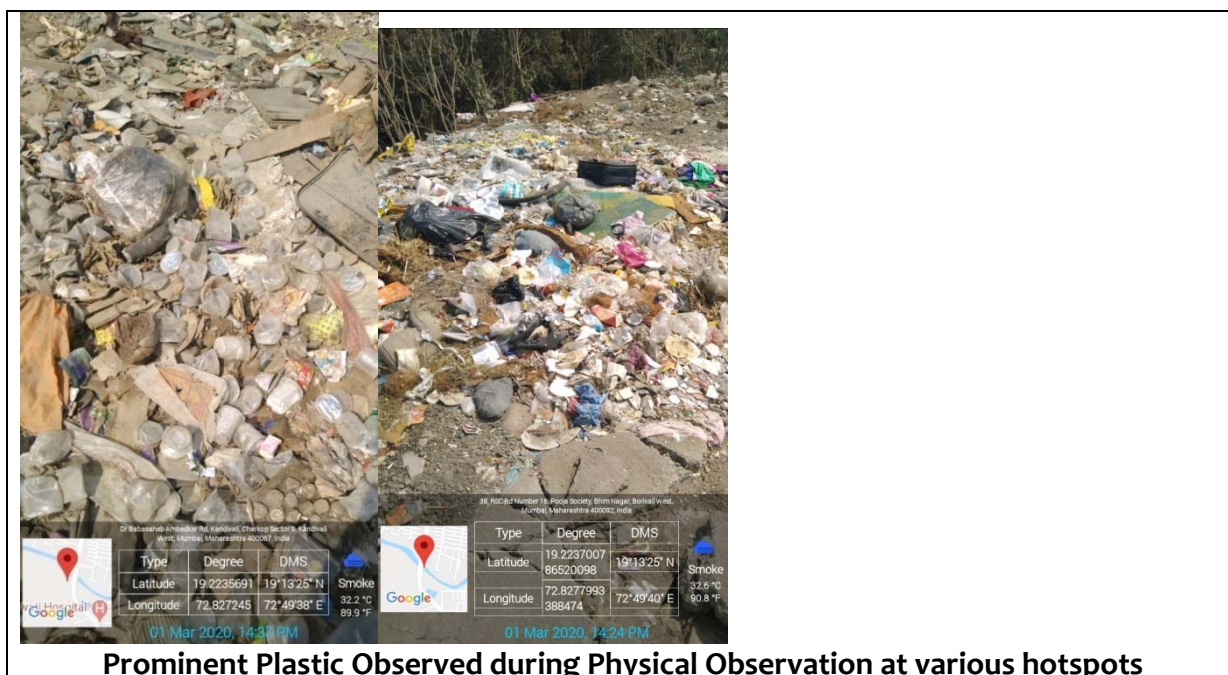 Dr Babasaheb Ambedkar Rd, Kandivali, Charkop Sector 9, Kandivali
West, Mumbai, Maharashtra 400067, India
Type Degree DMS
Latitude 19.2235691 19°13'25" N
Longitude 72.827245 72°49'38" E
Smoke
32.2 °C
89.9 °F
Hospital
Google
01 Mar 2020, 14:37 PM
38, RSC Rd Number 18, Pooja Society, Bhim Nagar, Borivali West,
Mumbai, Maharashtra 400092, India
Type Degree DMS
Latitude 19.2237007
86520098 19°13'25" N
Longitude 72.8277993
388474 72°49'40" E
Smoke
32.6 °C
90.8 °F
Google
01 Mar 2020, 14:24 PM
Prominent Plastic Observed during Physical Observation at various hotspots